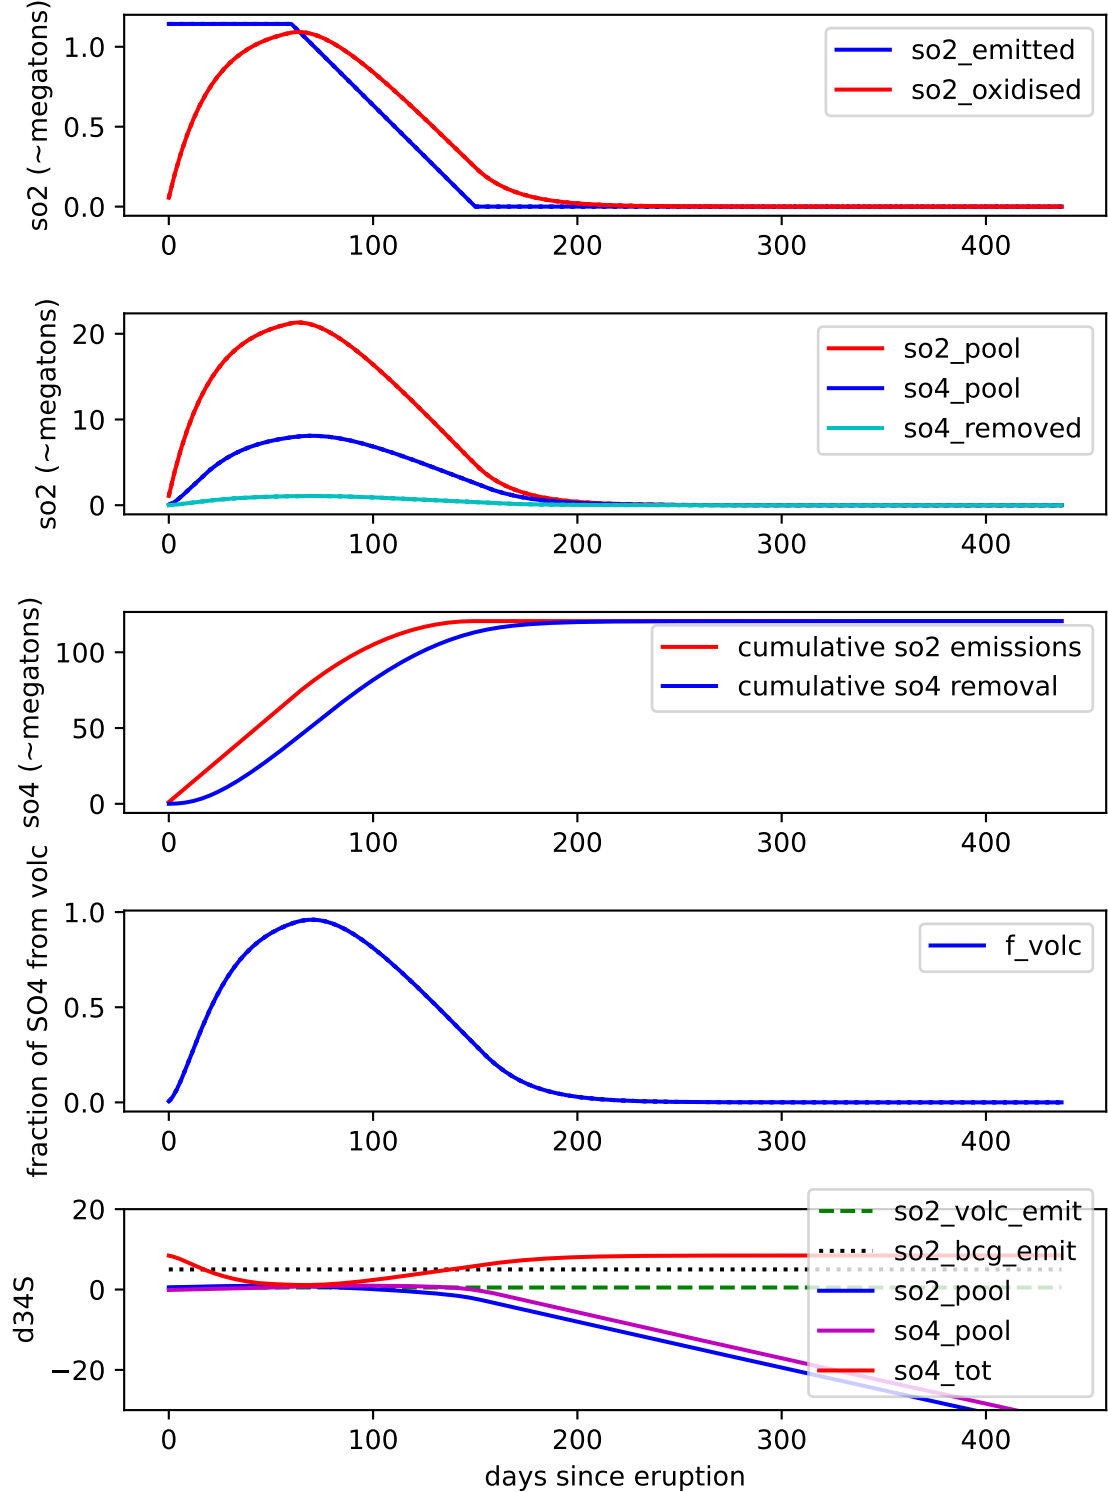 so2 (~megatons)
1.0
0.5
0.0
so2_emitted
so2_oxidised
0 100 200 300 400
so2 (~megatons)
20
10
0
so2_pool
so4_pool
so4_removed
0 100 200 300 400
so4 (~megatons)
100
50
0
cumulative so2 emissions
cumulative so4 removal
0 100 200 300 400
fraction of SO4 from volc
1.0
0.5
0.0
f_volc
0 100 200 300 400
d34S
20
0
−20
so2_volc_emit
so2_bcg_emit
so2_pool
so4_pool
so4_tot
0 100 200 300 400
days since eruption